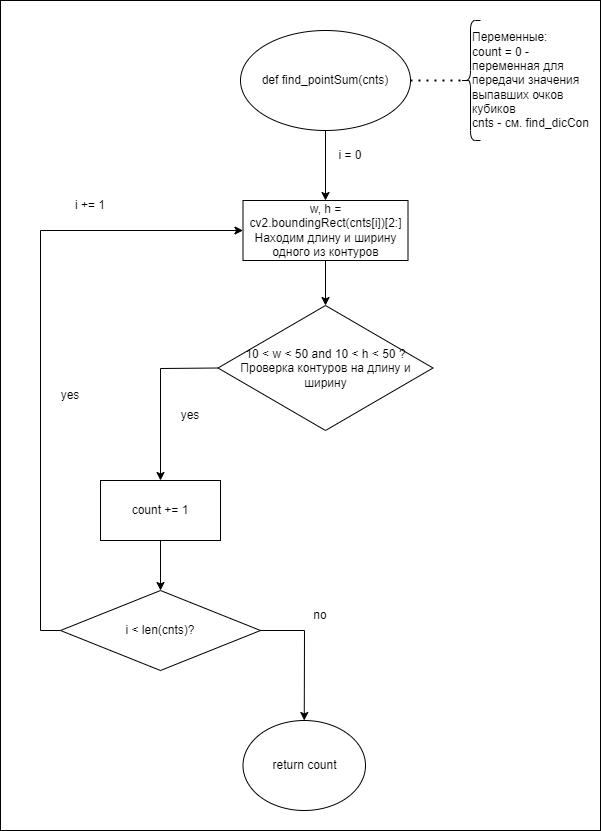 def find_pointSum(cnts)
Переменные:
count = 0 -
переменная для
передачи значения
выпавших очков
кубиков
cnts - см. find_dicCon
i = 0
i += 1
w, h =
cv2.boundingRect(cnts[i])[2:]
Находим длину и ширину
одного из контуров
10 < w < 50 and 10 < h < 50 ?
Проверка контуров на длину и
ширину
yes
yes
count += 1
i < len(cnts)?
no
return count